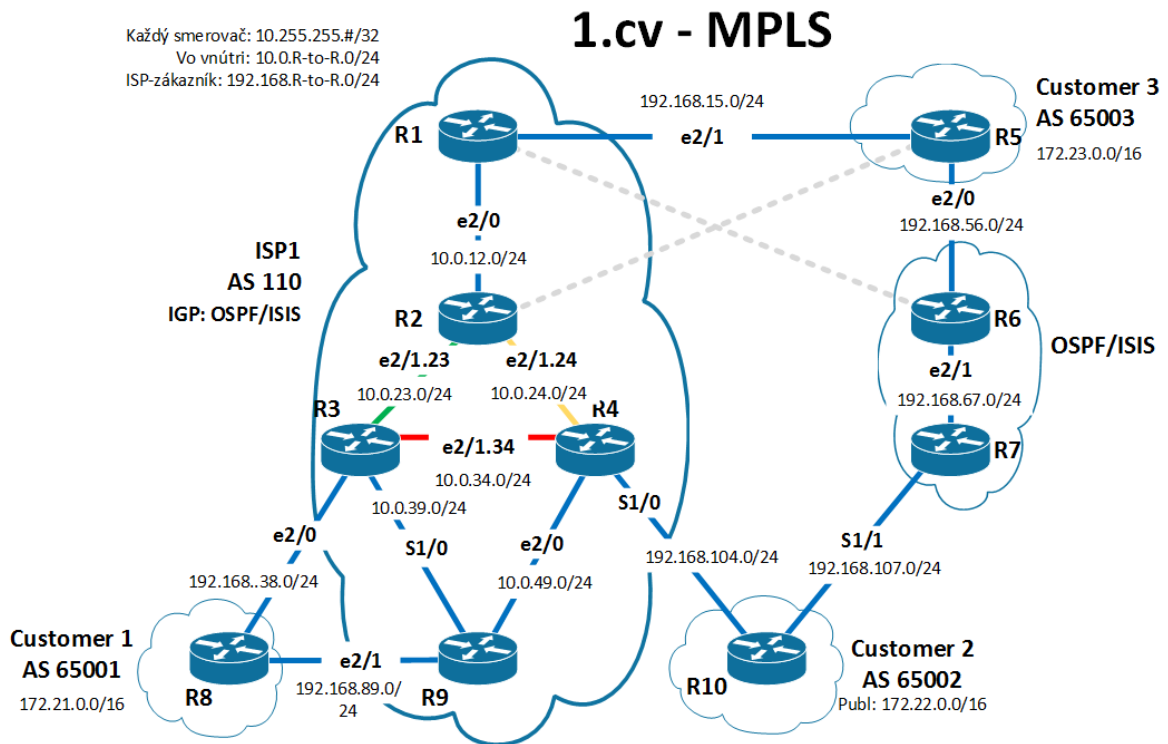 1.cv - MPLS
Každý smerovač: 10.255.255.#/32
Vo vnútri: 10.0.R-to-R.0/24
ISP-zákazník: 192.168.R-to-R.0/24
192.168.15.0/24
Customer 3
AS 65003
172.23.0.0/16
R1
e2/1
R5
e2/0
e2/0
192.168.56.0/24
ISP1
AS 110
IGP: OSPF/ISIS
10.0.12.0/24
R2
R6
OSPF/ISIS
e2/1.23
e2/1.24
e2/1
10.0.23.0/24
10.0.24.0/24
192.168.67.0/24
R3
R4
R7
e2/1.34
10.0.34.0/24
10.0.39.0/24
S1/0
e2/0
S1/0
e2/0
S1/1
192.168..38.0/24
10.0.49.0/24
192.168.104.0/24
192.168.107.0/24
Customer 1
AS 65001
172.21.0.0/16
R8
e2/1
192.168.89.0/
24
R9
R10
Customer 2
AS 65002
Publ: 172.22.0.0/16